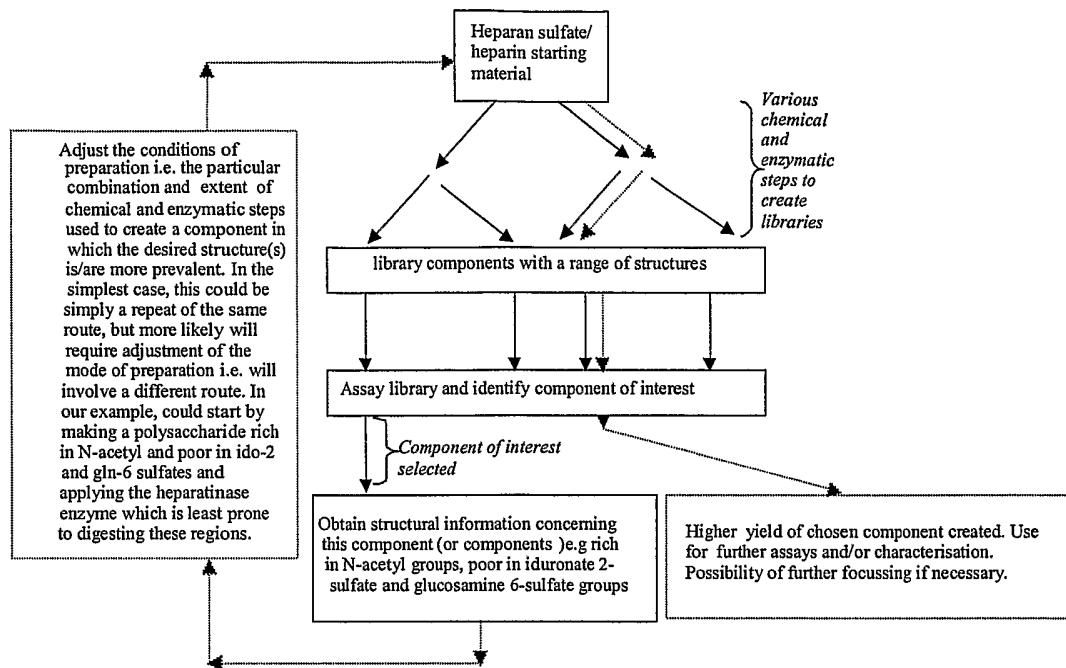 Heparan sulfate/
heparin starting
material
Various
chemical
and
enzymatic
steps to
create
libraries
Adjust the conditions of
preparation i.e. the particular
combination and extent of
chemical and enzymatic steps
used to create a component in
which the desired structure(s)
is/are more prevalent. In the
simplest case, this could be
simply a repeat of the same
route, but more likely will
require adjustment of the
mode of preparation i.e. will
involve a different route. In
our example, could start by
making a polysaccharide rich
in N-acetyl and poor in ido-2
and gln-6 sulfates and
applying the heparatinase
enzyme which is least prone
to digesting these regions.
library components with a range of structures
Assay library and identify component of interest
Component of interest
selected
Obtain structural information concerning
this component (or components )e.g rich
in N-acetyl groups, poor in iduronate 2-
sulfate and glucosamine 6-sulfate groups
Higher yield of chosen component created. Use
for further assays and/or characterisation.
Possibility of further focussing if necessary.